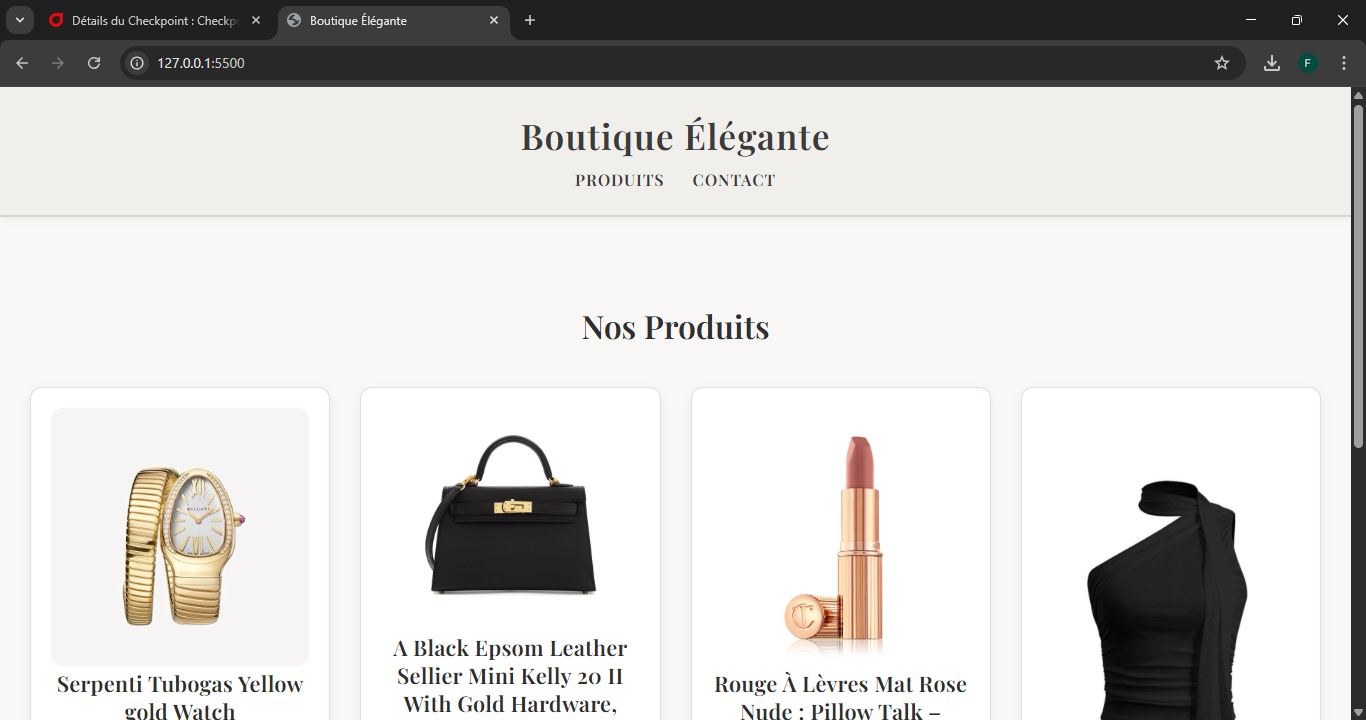 Détails du Checkpoint : Checkp
Boutique Élégante
127.0.0.1:5500
F
Boutique Élégante
PRODUITS CONTACT
Nos Produits
BVLGARI
Serpenti Tubogas Yellow
gold Watch
A Black Epsom Leather
Sellier Mini Kelly 20 II
With Gold Hardware,
Rouge À Lèvres Mat Rose
Nude : Pillow Talk –